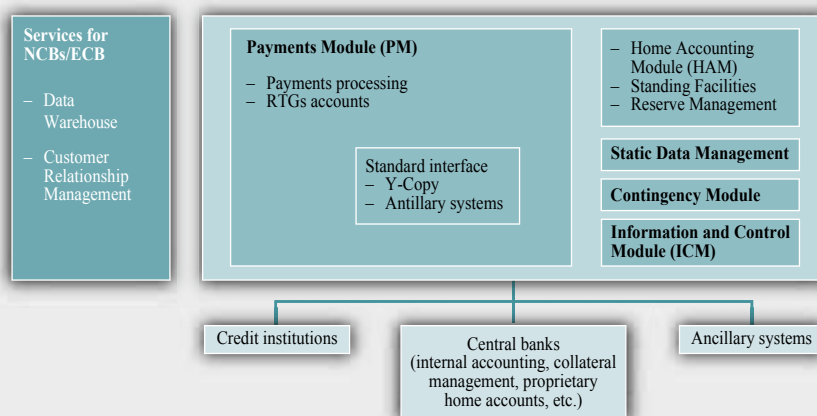 Services for
NCBs/ECB
– Data
Warehouse
– Customer
Relationship
Management
Payments Module (PM)
– Payments processing
– RTGs accounts
Standard interface
– Y-Copy
– Antillary systems
– Home Accounting
Module (HAM)
– Standing Facilities
– Reserve Management
Static Data Management
Contingency Module
Information and Control
Module (ICM)
Credit institutions
Central banks
(internal accounting, collateral
management, proprietary
home accounts, etc.)
Ancillary systems